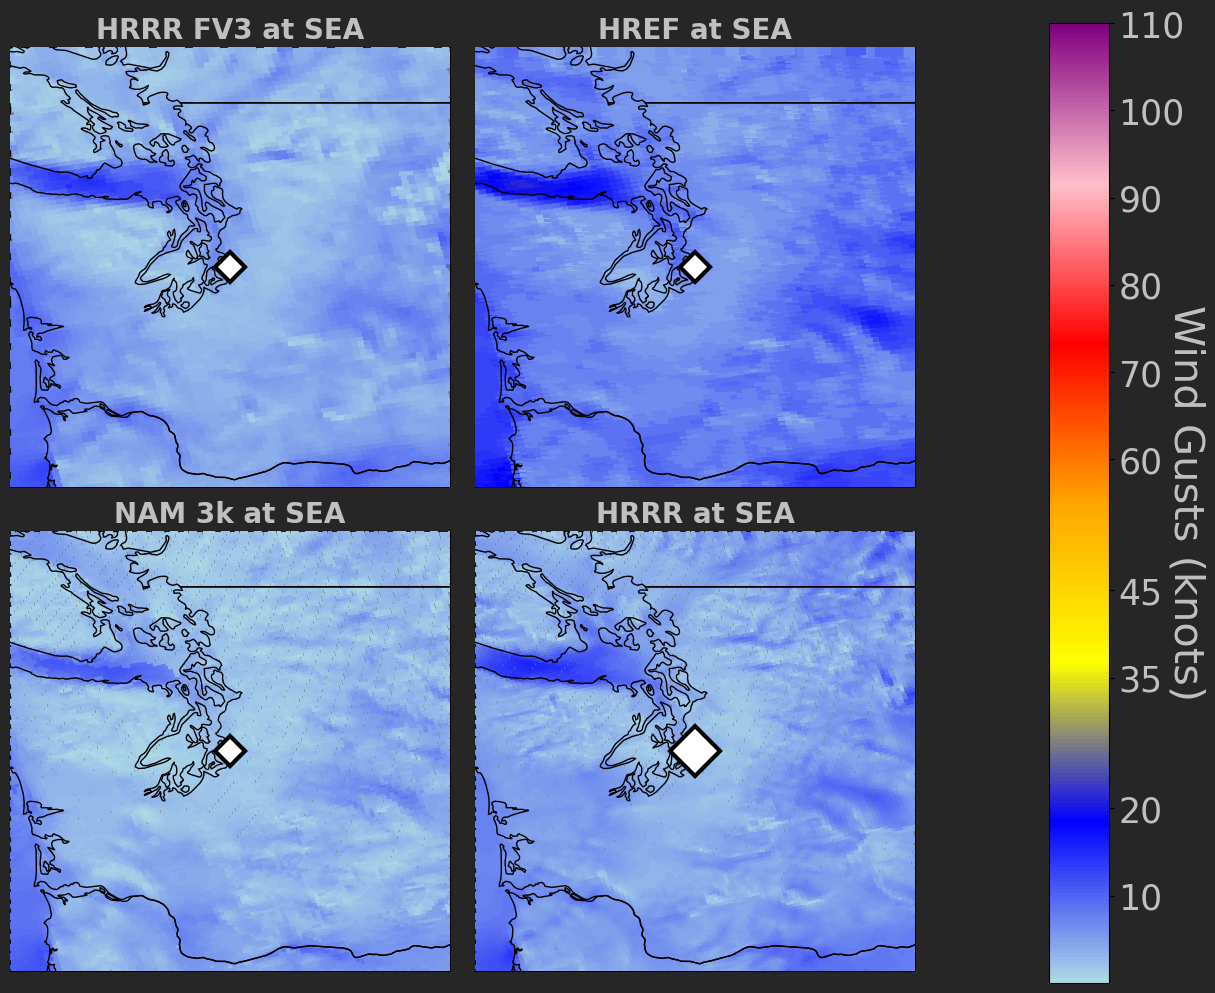 HRRR FV3 at SEA
HREF at SEA
NAM 3k at SEA
HRRR at SEA
110
100
90
80
70
60
45
35
20
10
Wind Gusts (knots)